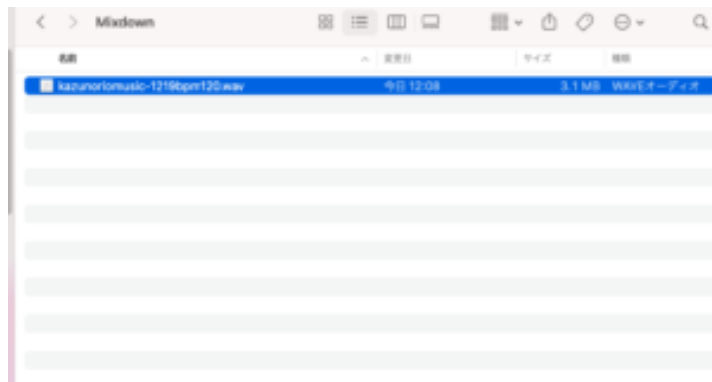 Mixdown
名前 変更日 サイズ 種類
kazunoriomusic-1219bpm120.wav 今日 12:08 3.1 MB WAVEオーディオ